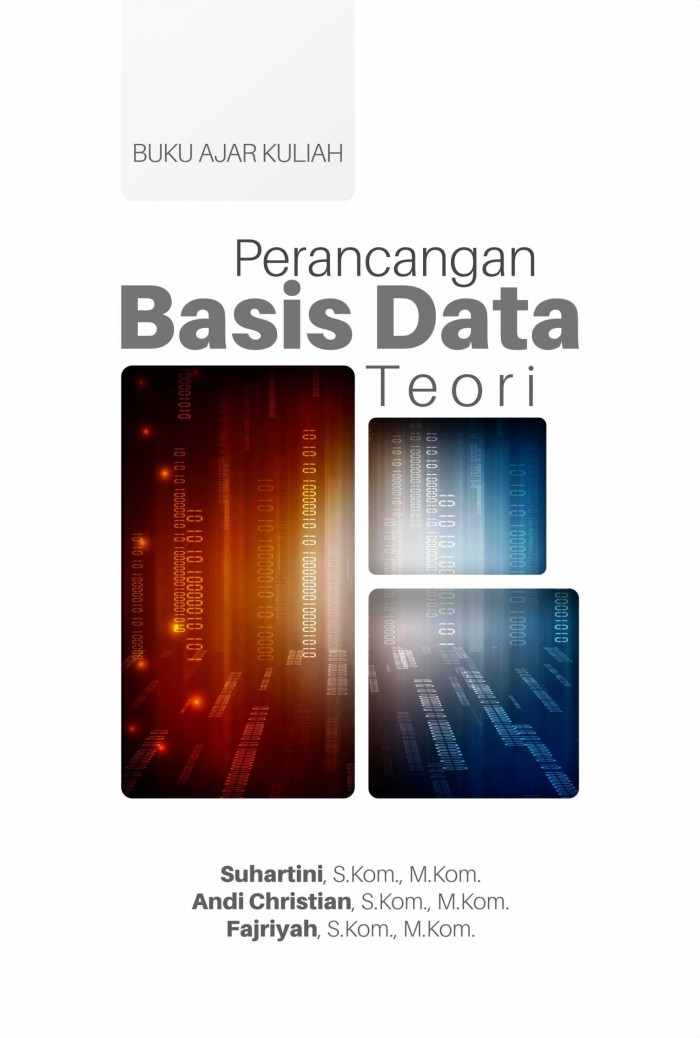 BUKU AJAR KULIAH
Perancangan
Basis Data
Teori
Suhartini, S.Kom., M.Kom.
Andi Christian, S.Kom., M.Kom.
Fajriyah, S.Kom., M.Kom.